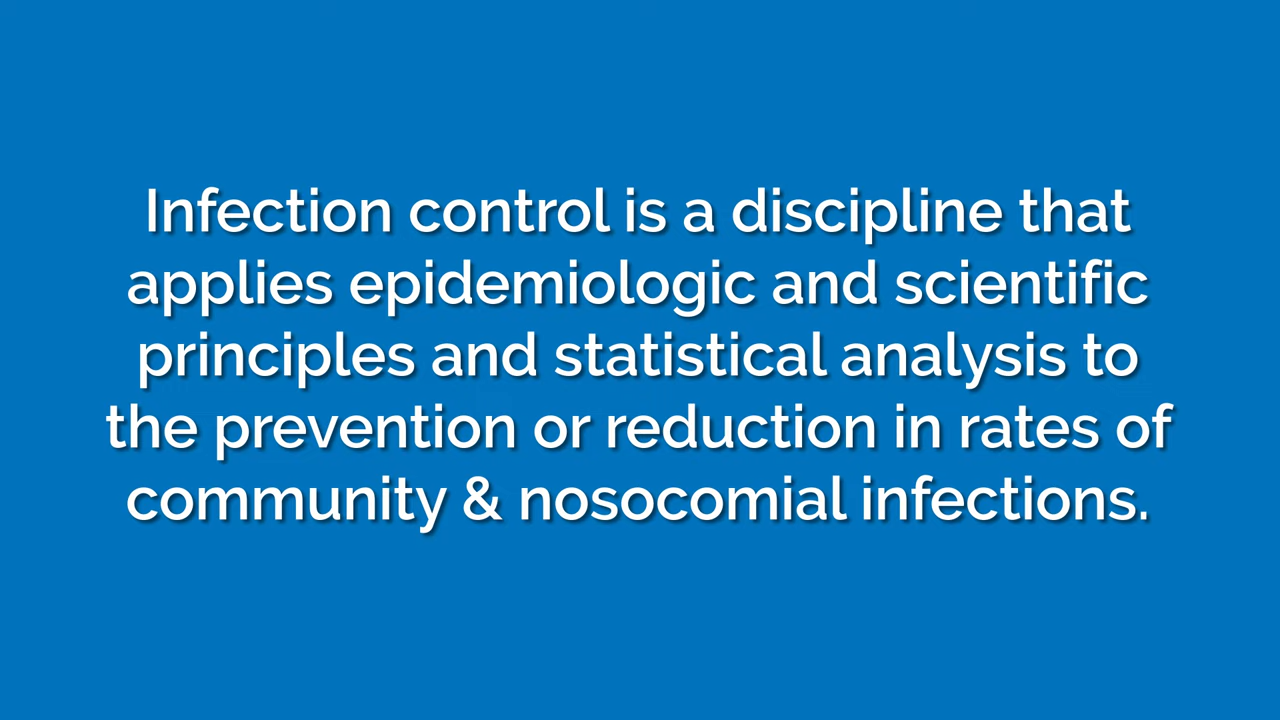 Infection control is a discipline that
applies epidemiologic and scientific
principles and statistical analysis to
the prevention or reduction in rates of
community & nosocomial infections.